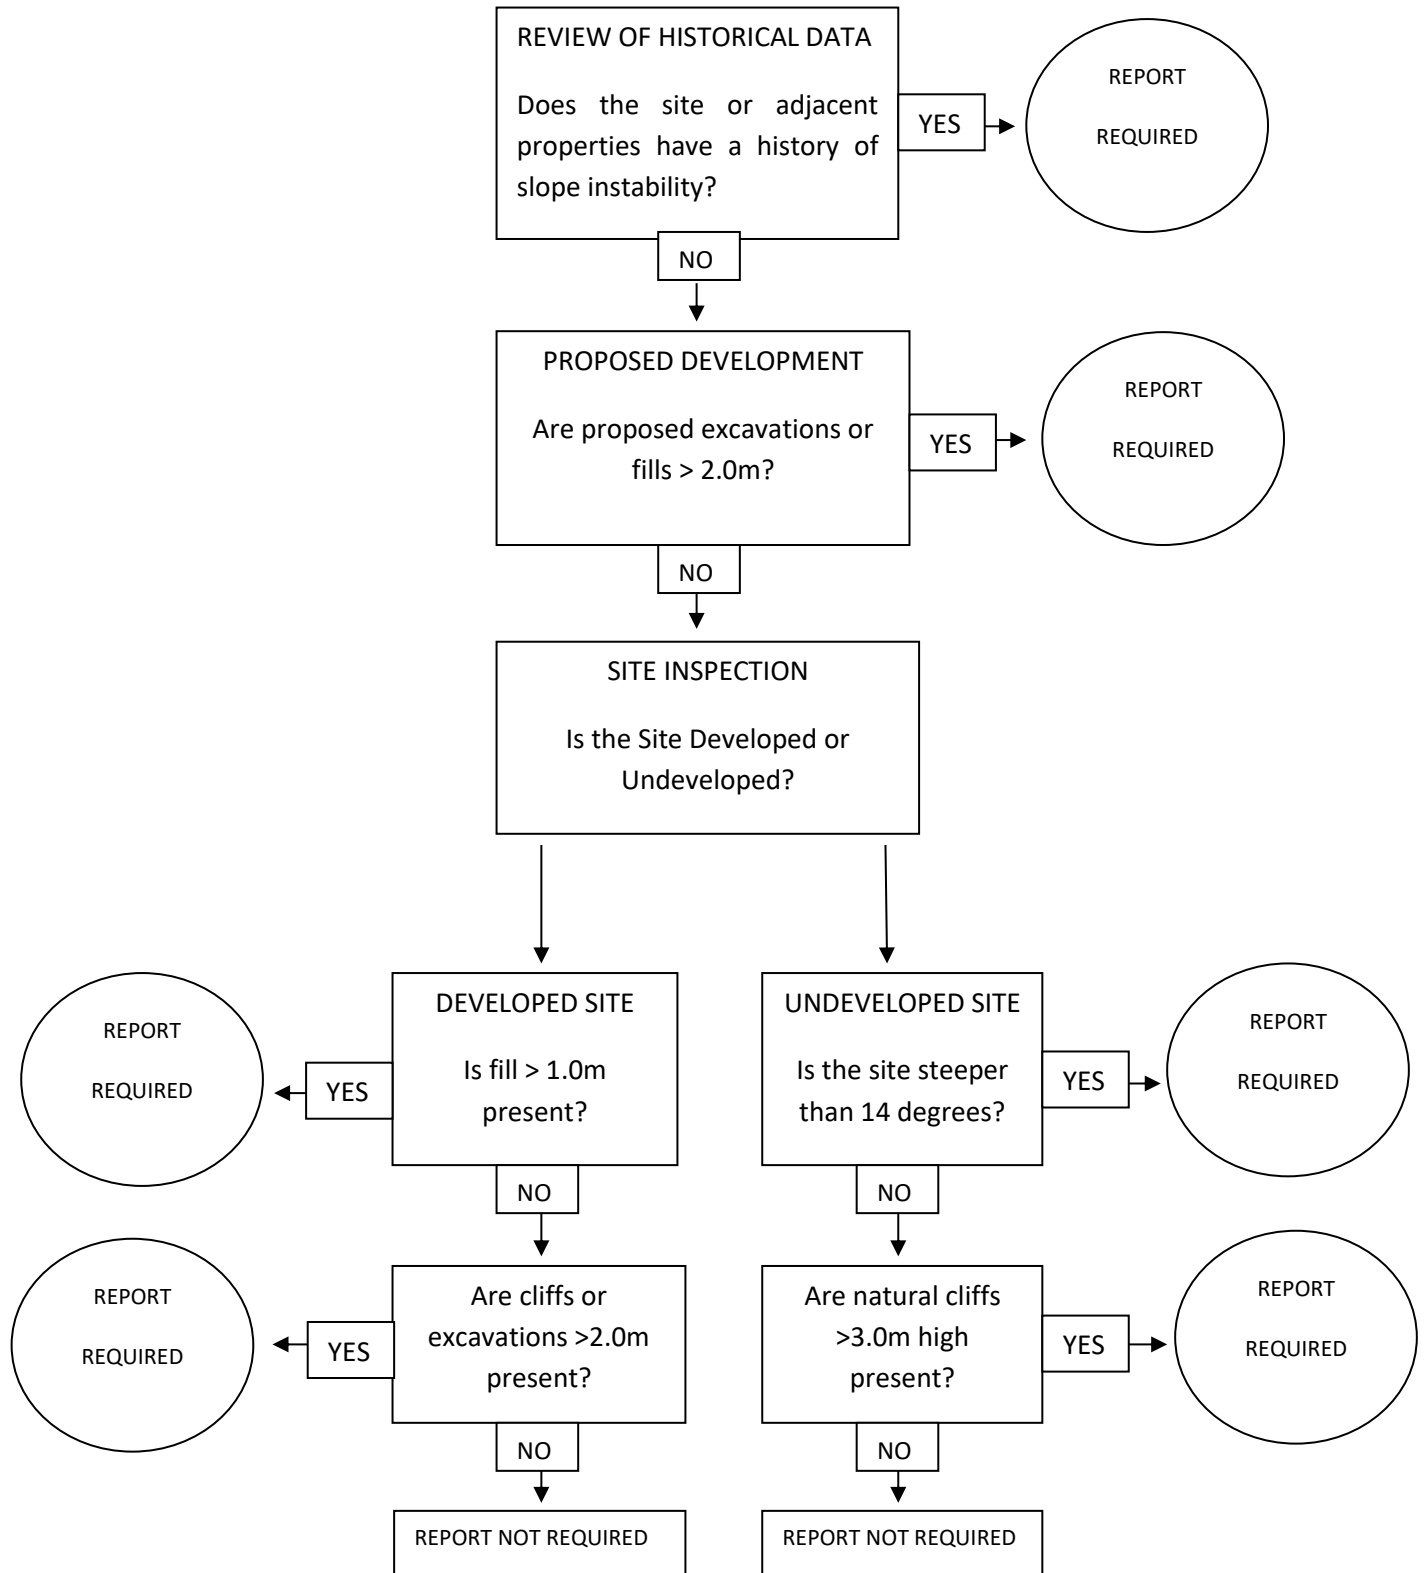 REVIEW OF HISTORICAL DATA
Does the site or adjacent
properties have a history of
slope instability?
YES
REPORT
REQUIRED
NO
PROPOSED DEVELOPMENT
Are proposed excavations or
fills > 2.0m?
YES
REPORT
REQUIRED
NO
SITE INSPECTION
Is the Site Developed or
Undeveloped?
REPORT
REQUIRED
YES
DEVELOPED SITE
Is fill > 1.0m
present?
NO
UNDEVELOPED SITE
Is the site steeper
than 14 degrees?
YES
REPORT
REQUIRED
NO
REPORT
REQUIRED
YES
Are cliffs or
excavations >2.0m
present?
NO
REPORT NOT REQUIRED
Are natural cliffs
>3.0m high
present?
YES
REPORT
REQUIRED
NO
REPORT NOT REQUIRED